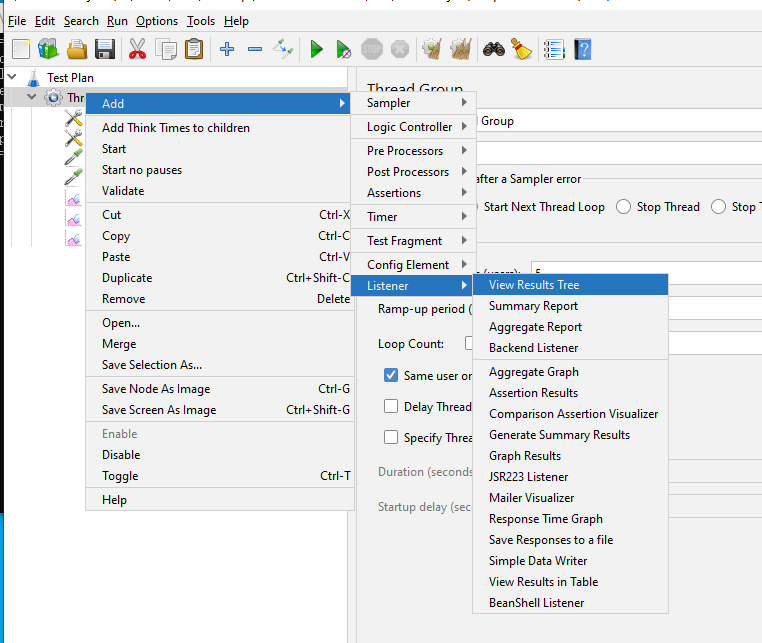 File Edit Search Run Options Tools Help
STOP
Test Plan
Thr
Add
Add Think Times to children
Start
Start no pauses
Validate
Cut Ctrl-X
Copy Ctrl-C
Paste Ctrl-V
Duplicate Ctrl+Shift-C
Remove Delete
Open...
Merge
Save Selection As...
Save Node As Image Ctrl-G
Save Screen As Image Ctrl+Shift-G
Enable
Disable
Toggle Ctrl-T
Help
Sampler
Logic Controller
Pre Processors
Post Processors
Assertions
Timer
Test Fragment
Config Element
Listener
View Results Tree
Summary Report
Aggregate Report
Backend Listener
Aggregate Graph
Assertion Results
Comparison Assertion Visualizer
Generate Summary Results
Graph Results
JSR223 Listener
Mailer Visualizer
Response Time Graph
Save Responses to a file
Simple Data Writer
View Results in Table
BeanShell Listener
Thread Group
Group
after a Sampler error
Start Next Thread Loop Stop Thread Stop T
(users): 5
Ramp-up period (
Loop Count:
Same user or
Delay Thread
Specify Threa
Duration (seconds
Startup delay (sec